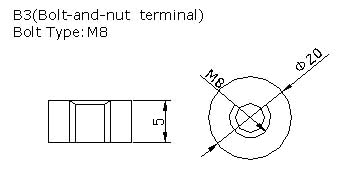 B3(Bolt-and-nut terminal)
Bolt Type:M8
M8
Φ20
5